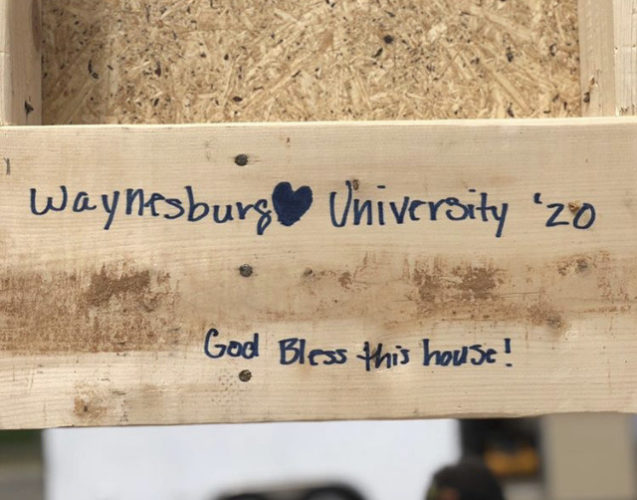 Waynesburg♥ University '20
God Bless this house!